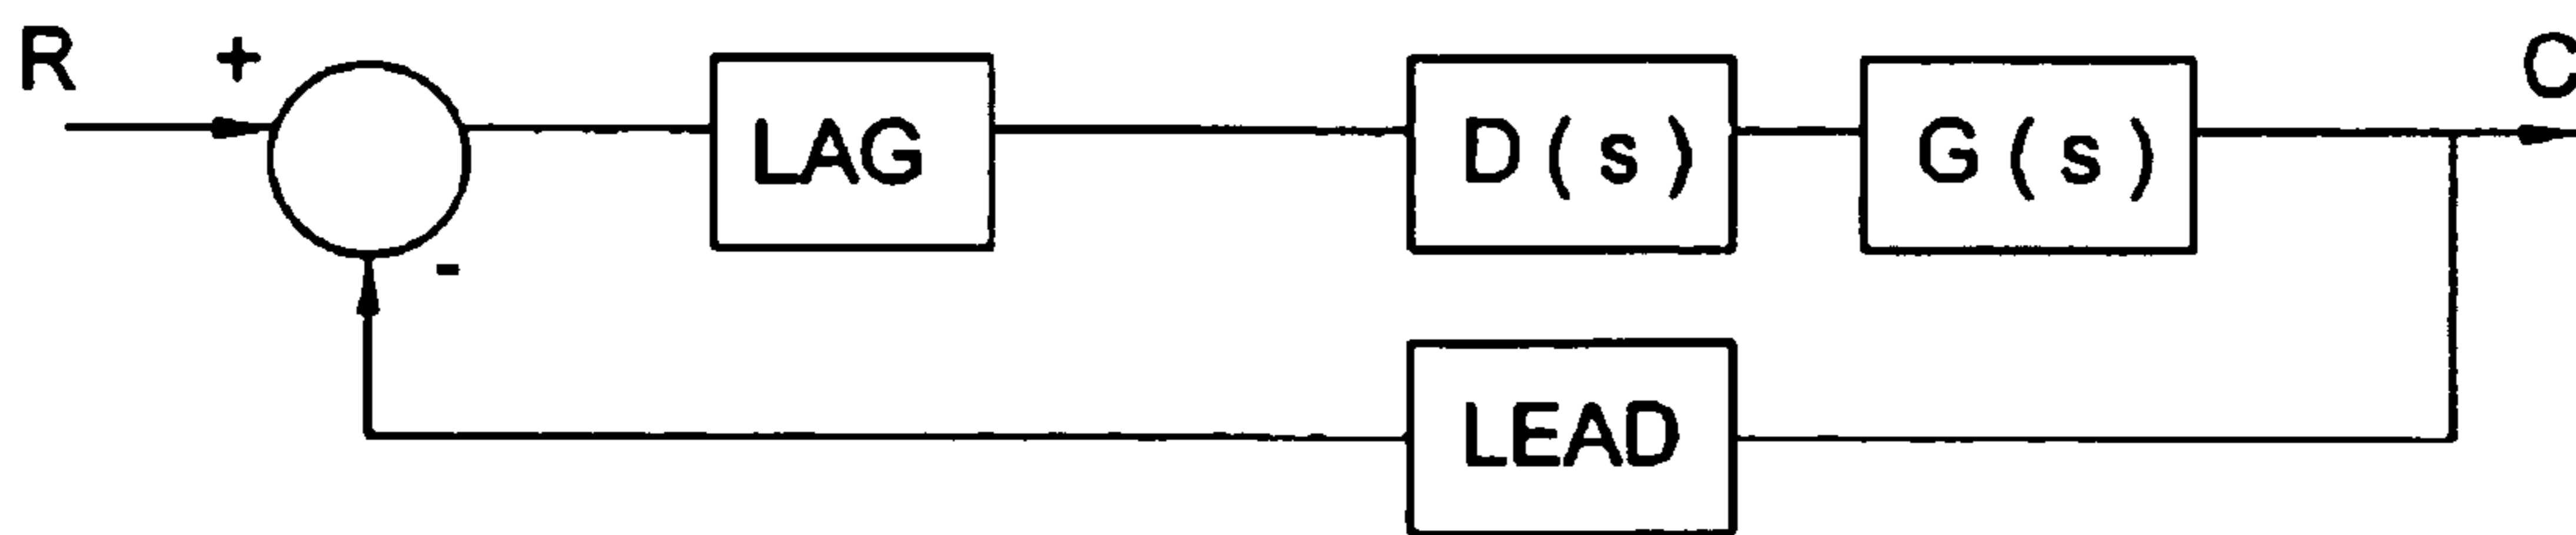 R
+
LAG
D ( s )
G ( s )
C
-
LEAD